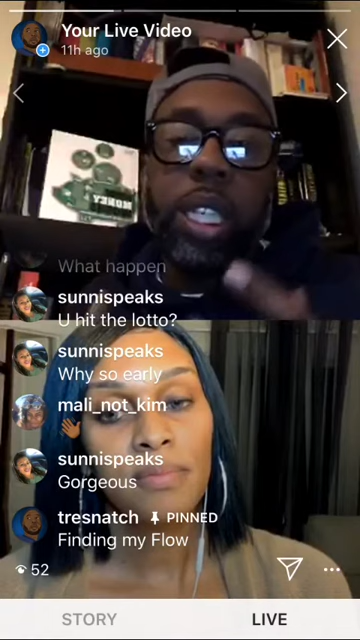 Your Live Video
11h ago
MONEY
What happen
sunnispeaks
U hit the lotto?
sunnispeaks
Why so early
mali_not_kim
sunnispeaks
Gorgeous
tresnatch PINNED
Finding my Flow
52
STORY
LIVE